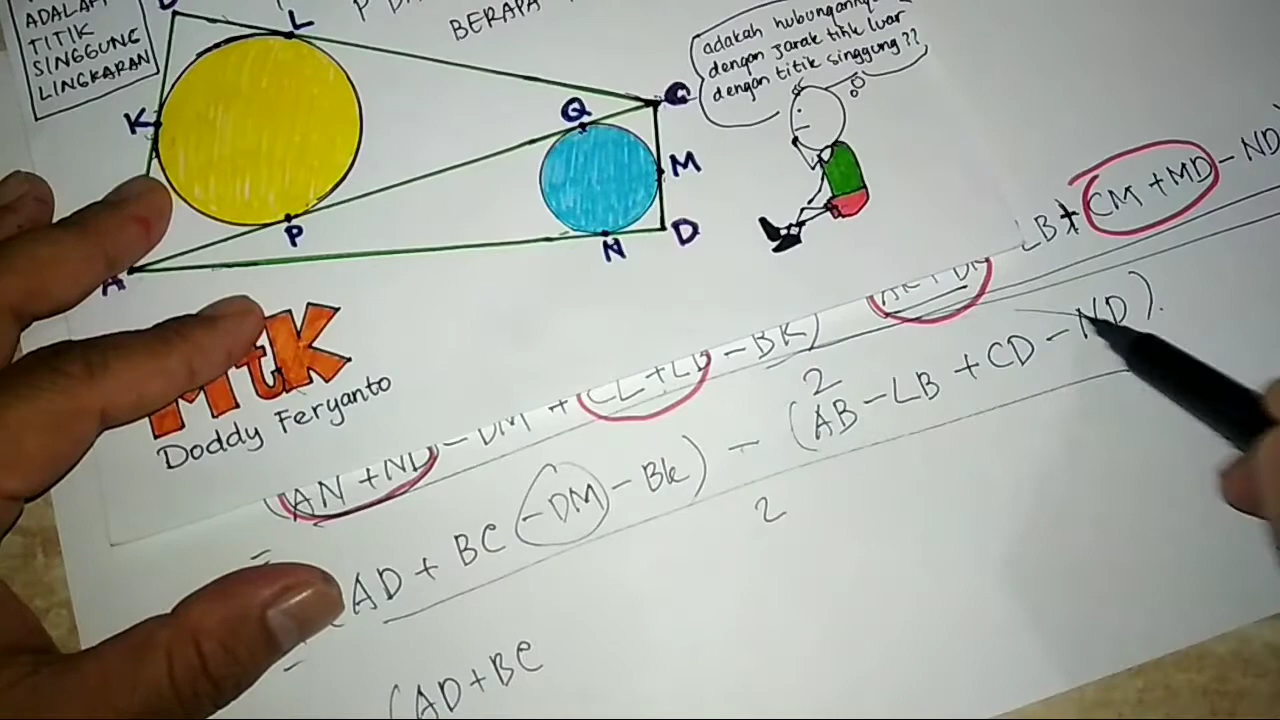 ADALAH
TITIK
SINGGUNG
LINGKARAN
L
BERAPA
adakah hubungannya
dengan jarak titik luar
dengan titik singgung??
K
Q
C
M
P
N
D
A
Mtk
Doddy Feryanto
LB + CM + MD - ND
(AN + ND - DM + CL + LB - BK)
2
= (AD + BC - DM - BK) - (AB - LB + CD - ND).
2
= (AD + BC